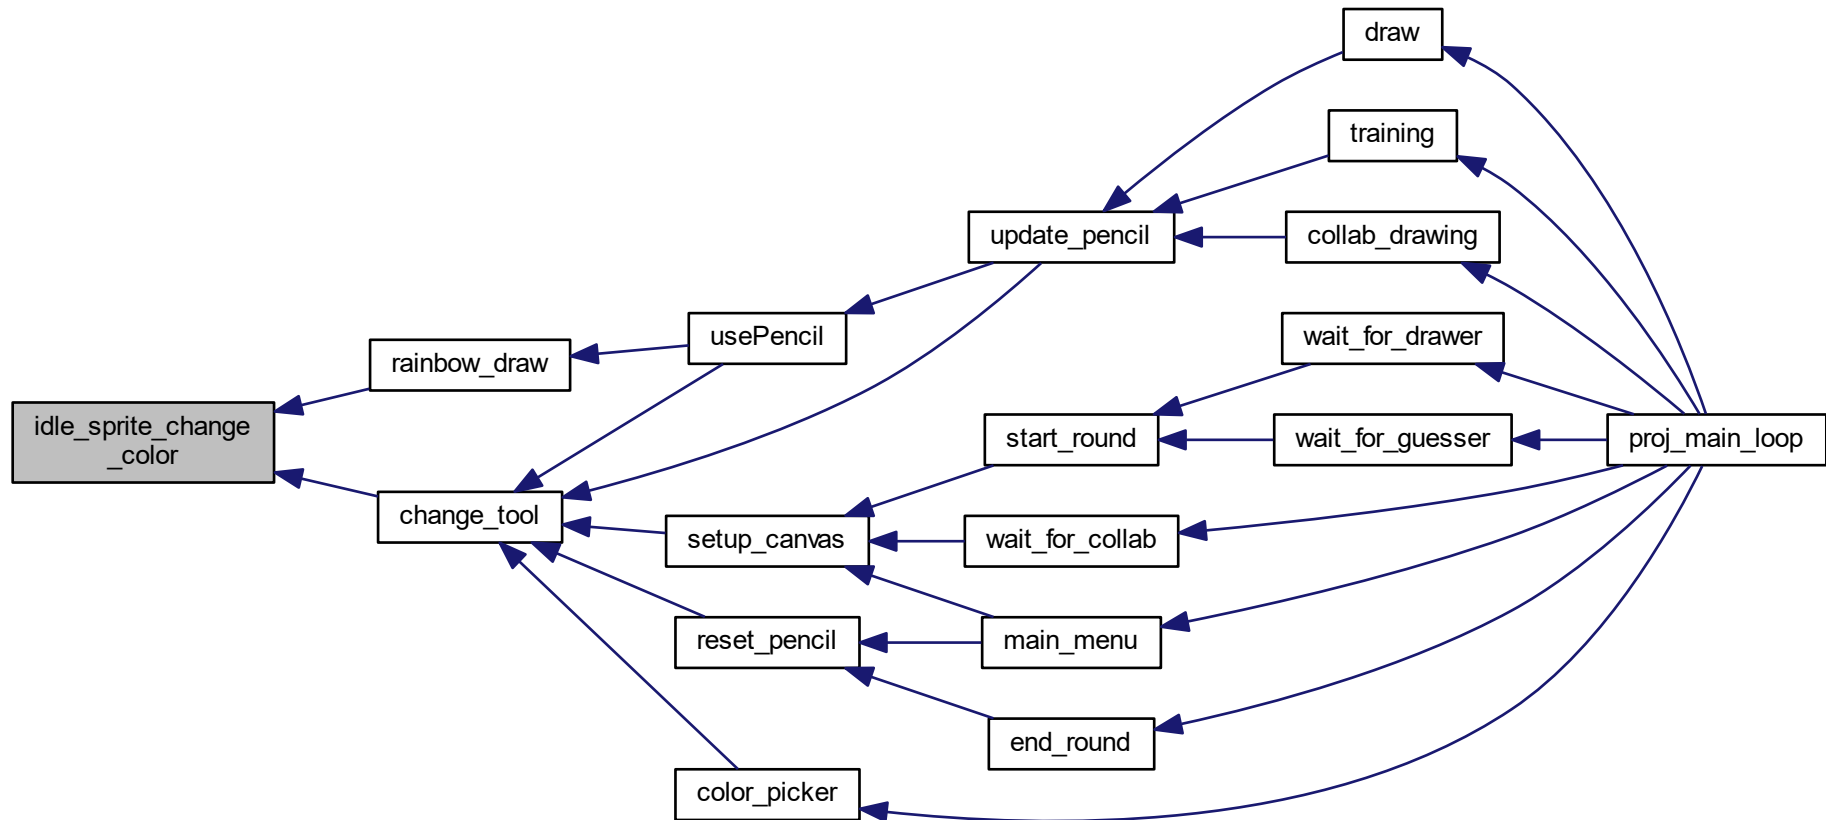 draw
training
update_pencil
collab_drawing
usePencil
wait_for_drawer
rainbow_draw
idle_sprite_change
_color
start_round
wait_for_guesser
proj_main_loop
change_tool
setup_canvas
wait_for_collab
reset_pencil
main_menu
end_round
color_picker